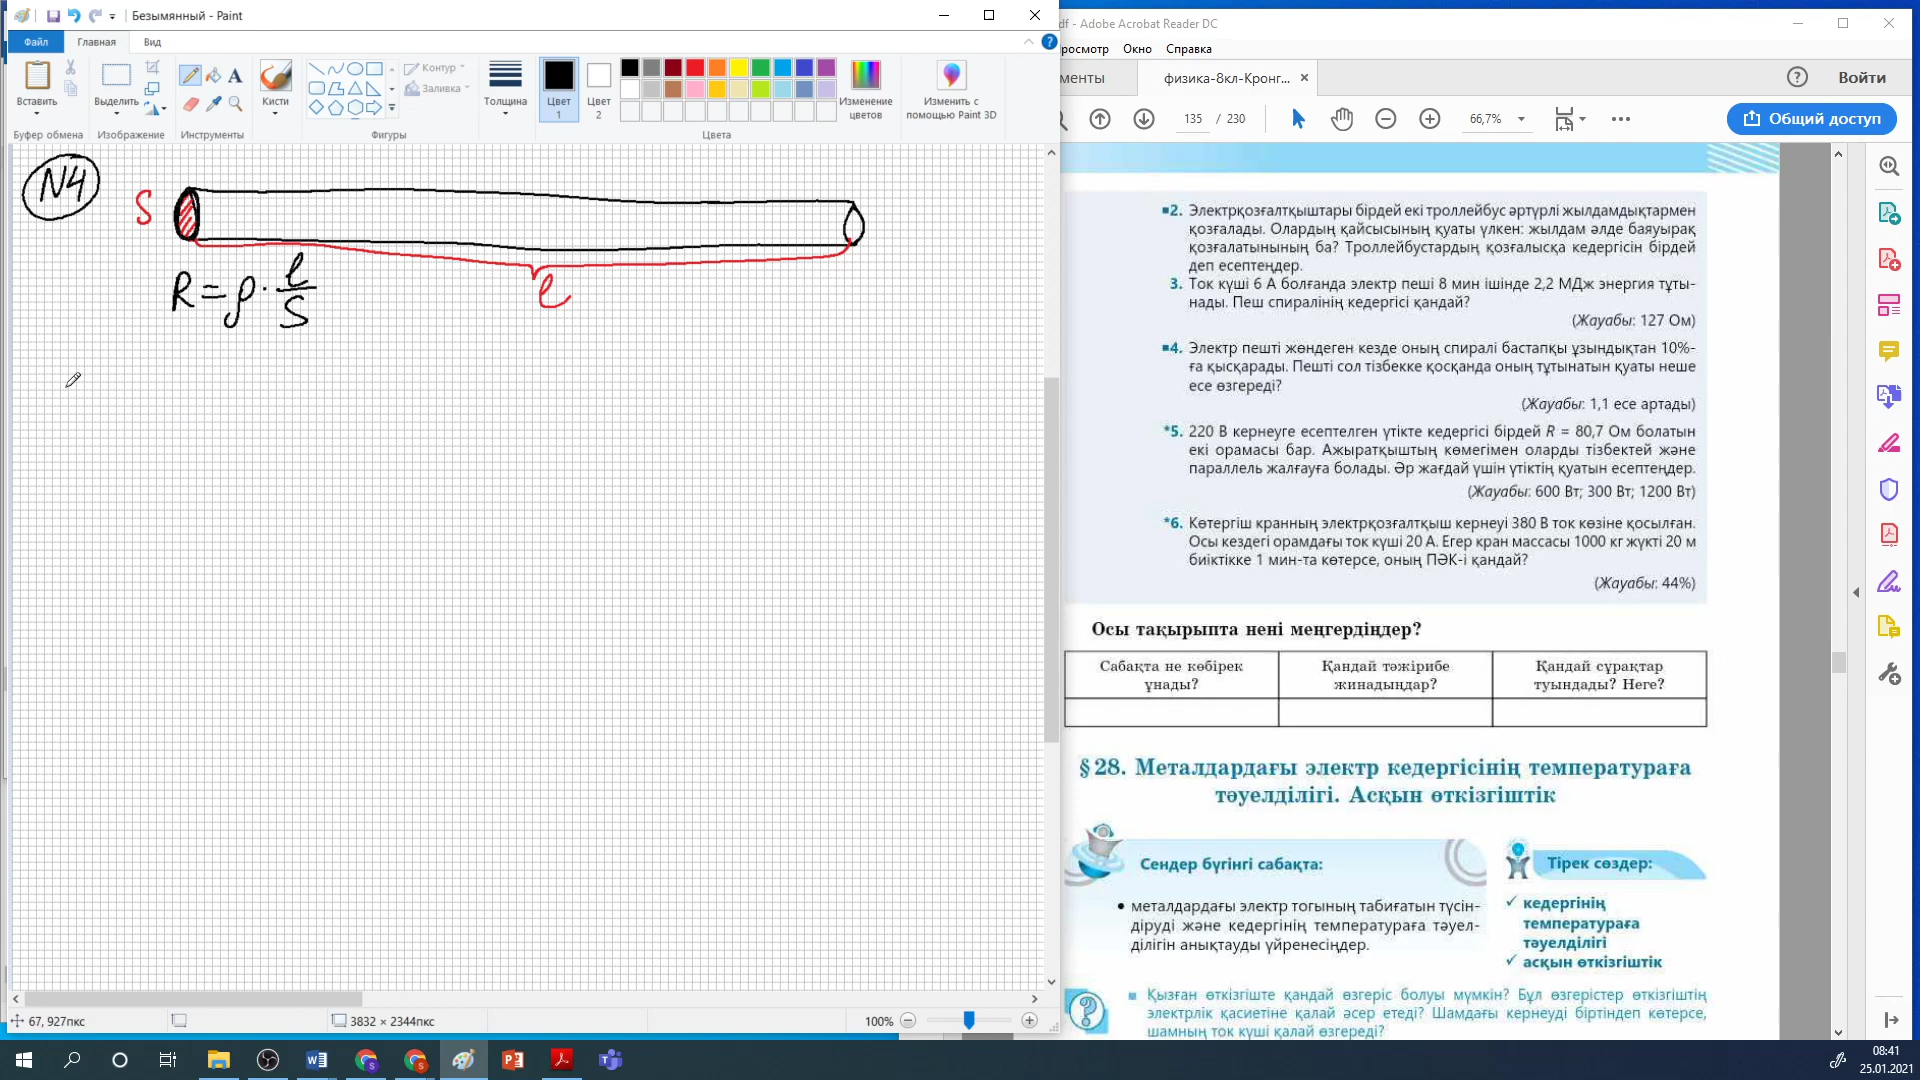 Безымянный - Paint
Файл
Главная
Вид
Вставить
Буфер обмена
Выделить
Изображение
Инструменты
Кисти
Контур
Заливка
Фигуры
Толщина
Цвет 1
Цвет 2
Цвета
Изменение цветов
Изменить с помощью Paint 3D
N4
S
R = ρ · l/S
l
67, 927пкс
3832 × 2344пкс
100%
df - Adobe Acrobat Reader DC
росмотр
Окно
Справка
менты
физика-8кл-Кронг...
Войти
135 / 230
66,7%
Общий доступ
2. Электрқозғалтқыштары бірдей екі троллейбус әртүрлі жылдамдықтармен
қозғалады. Олардың қайсысының қуаты үлкен: жылдам әлде баяуырақ
қозғалатынының ба? Троллейбустардың қозғалысқа кедергісін бірдей
деп есептеңдер.
3. Ток күші 6 А болғанда электр пеші 8 мин ішінде 2,2 МДж энергия тұты-
нады. Пеш спиралінің кедергісі қандай?
(Жауабы: 127 Ом)
4. Электр пешті жөндеген кезде оның спиралі бастапқы ұзындықтан 10%-
ға қысқарады. Пешті сол тізбекке қосқанда оның тұтынатын қуаты неше
есе өзгереді?
(Жауабы: 1,1 есе артады)
*5. 220 В кернеуге есептелген үтікте кедергісі бірдей R = 80,7 Ом болатын
екі орамасы бар. Ажыратқыштың көмегімен оларды тізбектей және
параллель жалғауға болады. Әр жағдай үшін үтіктің қуатын есептеңдер.
(Жауабы: 600 Вт; 300 Вт; 1200 Вт)
*6. Көтергіш кранның электрқозғалтқыш кернеуі 380 В ток көзіне қосылған.
Осы кездегі орамдағы ток күші 20 А. Егер кран массасы 1000 кг жүкті 20 м
биіктікке 1 мин-та көтерсе, оның ПӘК-і қандай?
(Жауабы: 44%)
Осы тақырыпта нені меңгердіңдер?
Сабақта не көбірек ұнады?
Қандай тәжірибе жинадыңдар?
Қандай сұрақтар туындады? Неге?
§ 28. Металдардағы электр кедергісінің температураға
тәуелділігі. Асқын өткізгіштік
Сендер бүгінгі сабақта:
• металдардағы электр тогының табиғатын түсін-
діруді және кедергінің температураға тәуел-
ділігін анықтауды үйренесіңдер.
Тірек сөздер:
✓ кедергінің
температураға
тәуелділігі
✓ асқын өткізгіштік
Қызған өткізгіште қандай өзгеріс болуы мүмкін? Бұл өзгерістер өткізгіштің
электрлік қасиетіне қалай әсер етеді? Шамдағы кернеуді біртіндеп көтерсе,
шамның ток күші қалай өзгереді?
08:41
25.01.2021